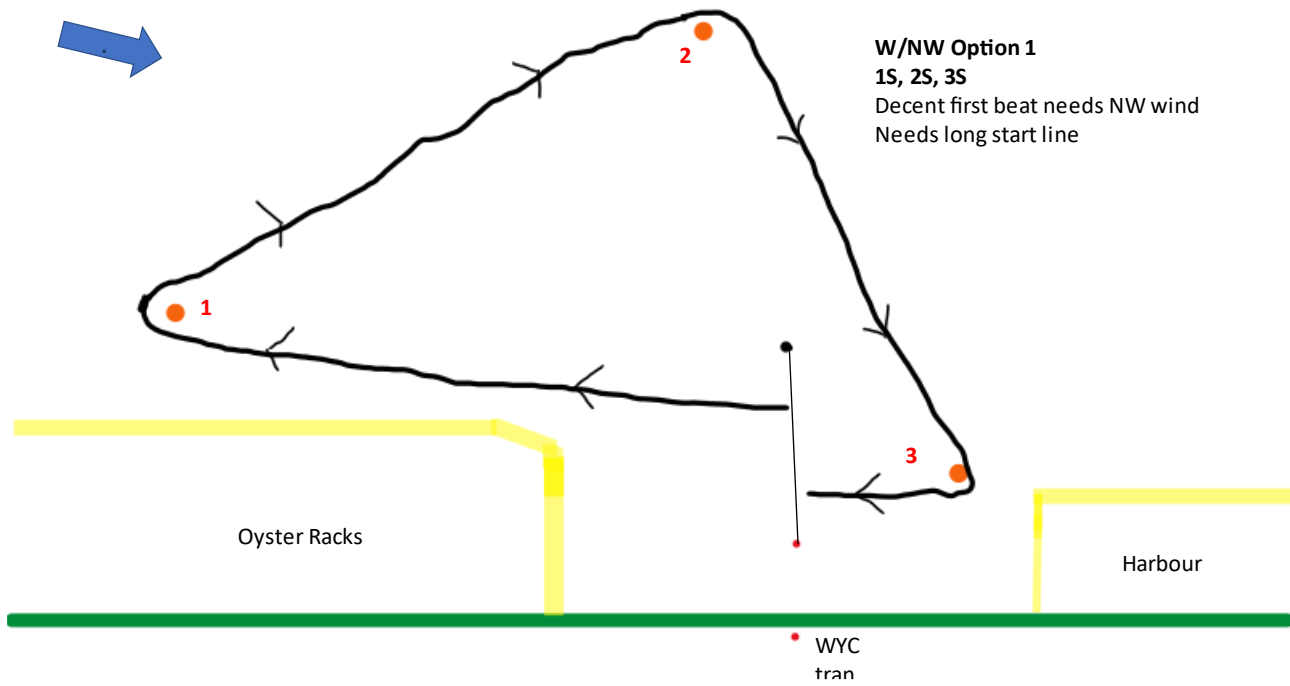 2
W/NW Option 1
1S, 2S, 3S
Decent first beat needs NW wind
Needs long start line
1
3
Oyster Racks
Harbour
WYC
tran